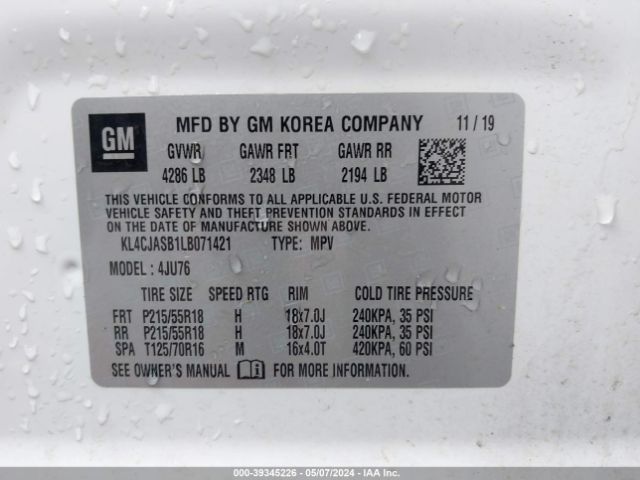 GM
MFD BY GM KOREA COMPANY 11 / 19
GVWR GAWR FRT GAWR RR
4286 LB 2348 LB 2194 LB
THIS VEHICLE CONFORMS TO ALL APPLICABLE U.S. FEDERAL MOTOR
VEHICLE SAFETY AND THEFT PREVENTION STANDARDS IN EFFECT
ON THE DATE OF MANUFACTURE SHOWN ABOVE.
KL4CJASB1LB071421 TYPE: MPV
MODEL : 4JU76
TIRE SIZE SPEED RTG RIM COLD TIRE PRESSURE
FRT P215/55R18 H 18x7.0J 240KPA, 35 PSI
RR P215/55R18 H 18x7.0J 240KPA, 35 PSI
SPA T125/70R16 M 16x4.0T 420KPA, 60 PSI
SEE OWNER'S MANUAL FOR MORE INFORMATION.
000-39345226 - 05/07/2024 - IAA Inc.